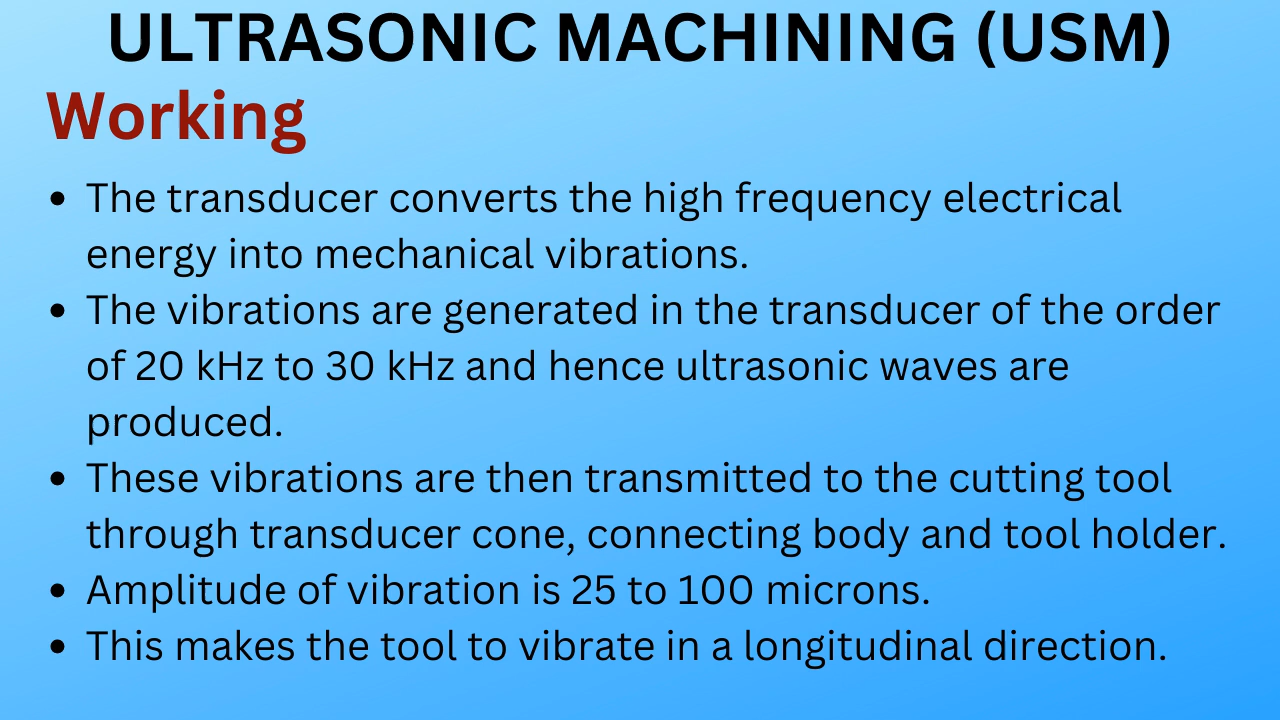 ULTRASONIC MACHINING (USM)
Working
• The transducer converts the high frequency electrical
energy into mechanical vibrations.
• The vibrations are generated in the transducer of the order
of 20 kHz to 30 kHz and hence ultrasonic waves are
produced.
• These vibrations are then transmitted to the cutting tool
through transducer cone, connecting body and tool holder.
• Amplitude of vibration is 25 to 100 microns.
• This makes the tool to vibrate in a longitudinal direction.